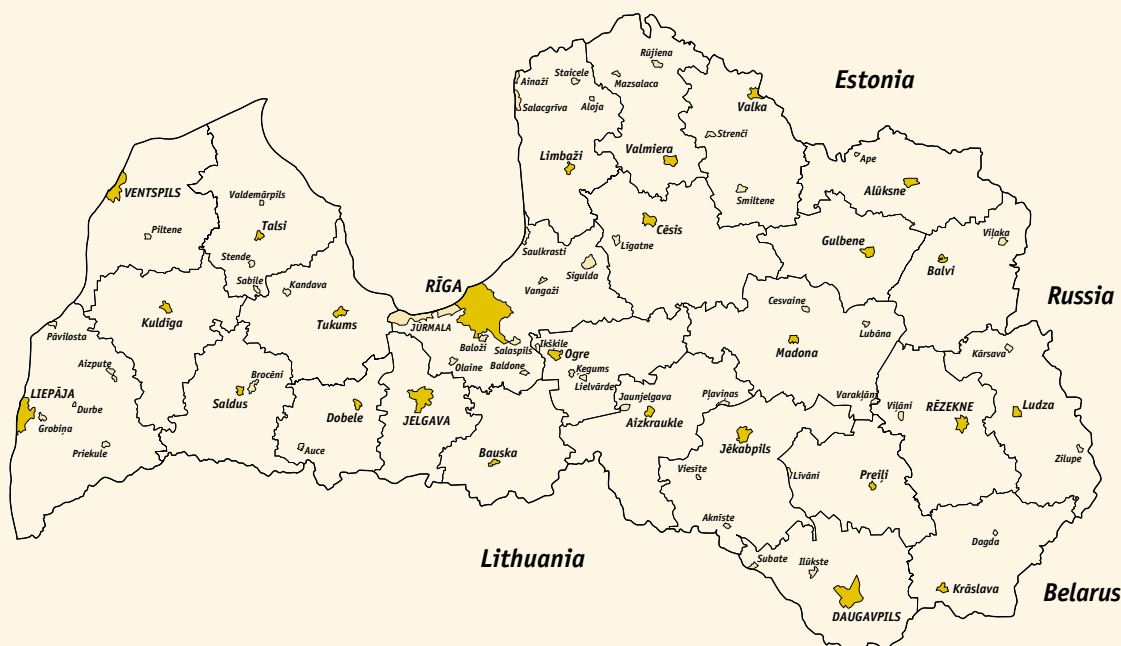 Rūjiena
Staicele
Ainaži
Mazsalaca
Estonia
Salacgrīva
Aloja
Valka
Strenči
Limbaži
Valmiera
Ape
Alūksne
VENTSPILS
Valdemārpils
Smiltene
Piltene
Talsi
Cēsis
Līgatne
Gulbene
Viļaka
Saulkrasti
Balvi
Stende
Sigulda
Sabile
Kandava
RĪGA
Vangaži
Russia
Cesvaine
Kuldīga
Tukums
JŪRMALA
Lubāna
Pāvilosta
Baloži
Salaspils
Ikšķile
Ogre
Madona
Kārsava
Aizpute
Olaine
Baldone
Ķegums
Brocēni
Lielvārde
LIEPĀJA
Saldus
Jaunjelgava
Pļaviņas
Varakļāni
Viļāni
RĒZEKNE
Ludza
Durbe
Dobele
JELGAVA
Aizkraukle
Grobiņa
Priekule
Auce
Bauska
Jēkabpils
Zilupe
Viesīte
Līvāni
Preiļi
Aknīste
Dagda
Lithuania
Subate
Ilūkste
Krāslava
Belarus
DAUGAVPILS